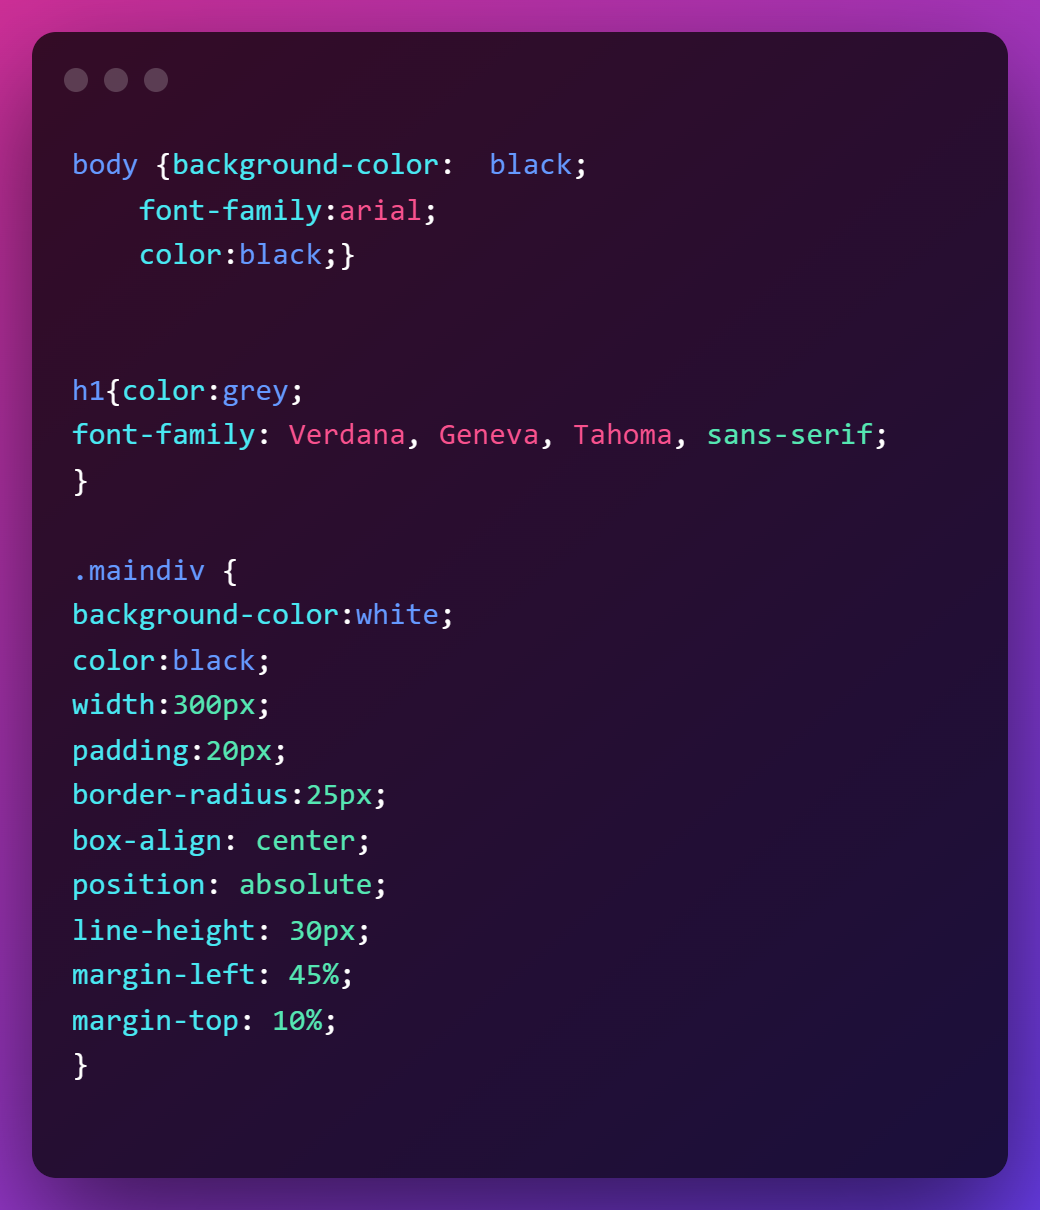 body {background-color:  black;
    font-family:arial;
    color:black;}
h1{color:grey;
font-family: Verdana, Geneva, Tahoma, sans-serif;
}
.maindiv {
background-color:white;
color:black;
width:300px;
padding:20px;
border-radius:25px;
box-align: center;
position: absolute;
line-height: 30px;
margin-left: 45%;
margin-top: 10%;
}